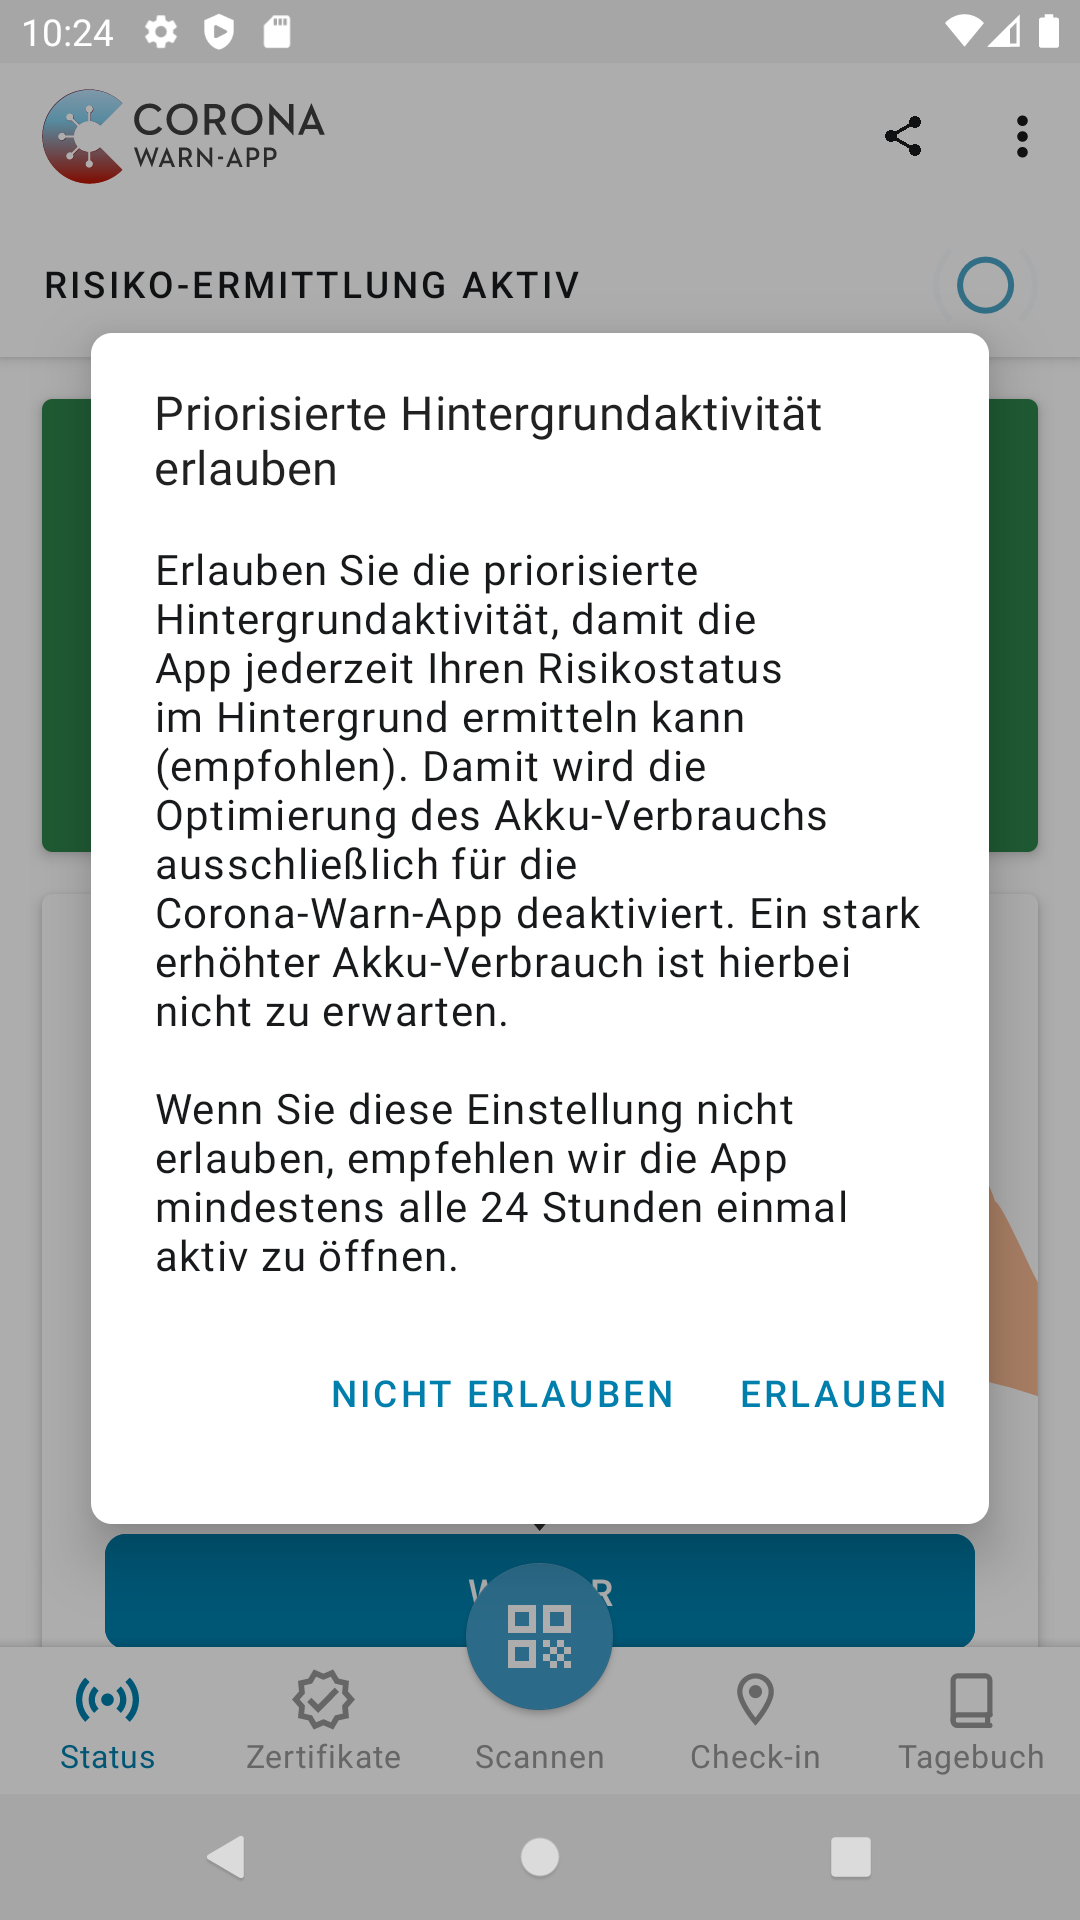 10:24
CORONA
WARN-APP
RISIKO-ERMITTLUNG AKTIV
Priorisierte Hintergrundaktivität
erlauben
Erlauben Sie die priorisierte
Hintergrundaktivität, damit die
App jederzeit Ihren Risikostatus
im Hintergrund ermitteln kann
(empfohlen). Damit wird die
Optimierung des Akku-Verbrauchs
ausschließlich für die
Corona-Warn-App deaktiviert. Ein stark
erhöhter Akku-Verbrauch ist hierbei
nicht zu erwarten.
Wenn Sie diese Einstellung nicht
erlauben, empfehlen wir die App
mindestens alle 24 Stunden einmal
aktiv zu öffnen.
NICHT ERLAUBEN ERLAUBEN
Status Zertifikate Scannen Check-in Tagebuch